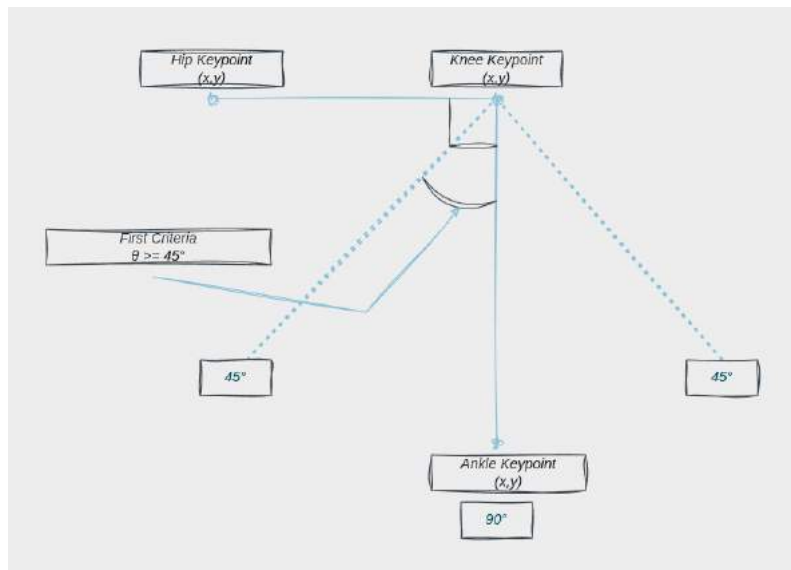 Hip Keypoint
(x,y)
Knee Keypoint
(x,y)
First Criteria
θ >= 45°
45°
45°
Ankle Keypoint
(x,y)
90°